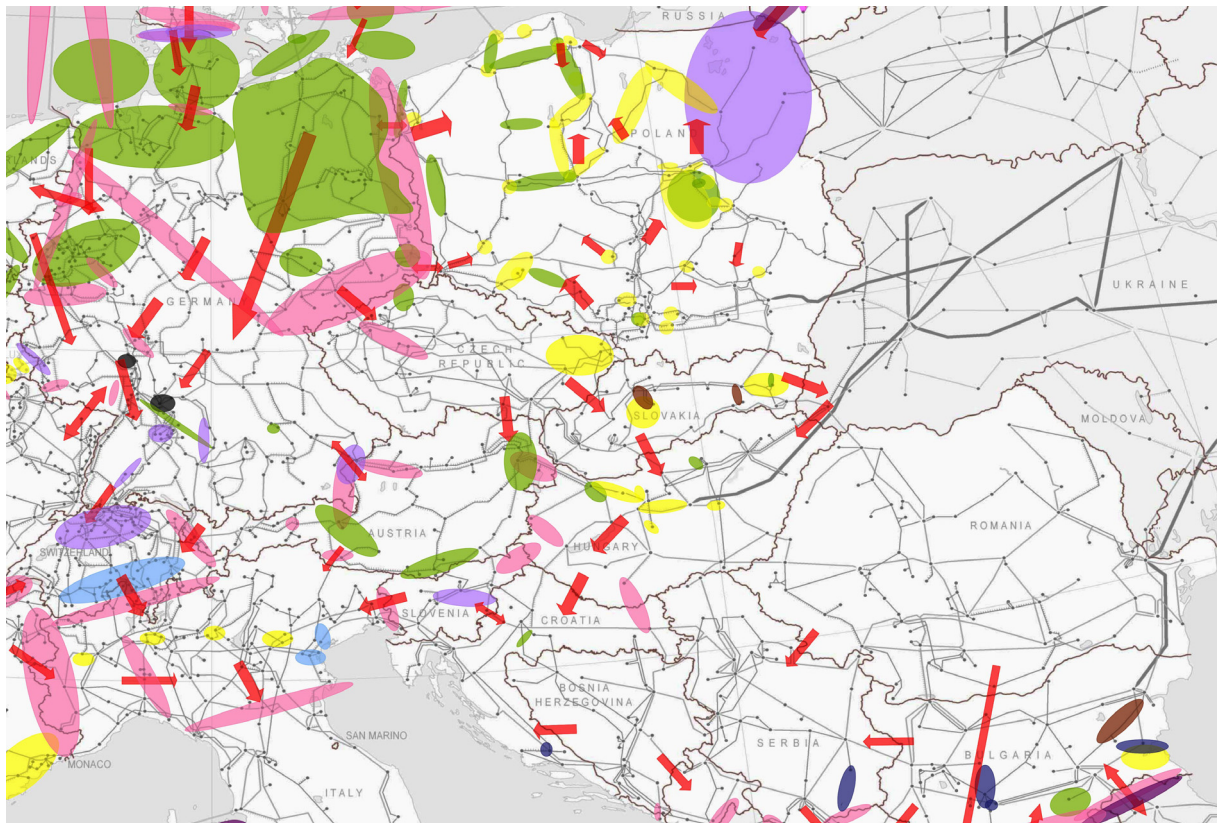 RUSSIA
POLAND
TLANDS
GERMANY
UKRAINE
CZECH
REPUBLIC
SLOVAKIA
MOLDOVA
AUSTRIA
SWITZERLAND
HUNGARY
ROMANIA
SLOVENIA
CROATIA
BOSNIA
HERZEGOVINA
SAN MARINO
SERBIA
BULGARIA
MONACO
ITALY